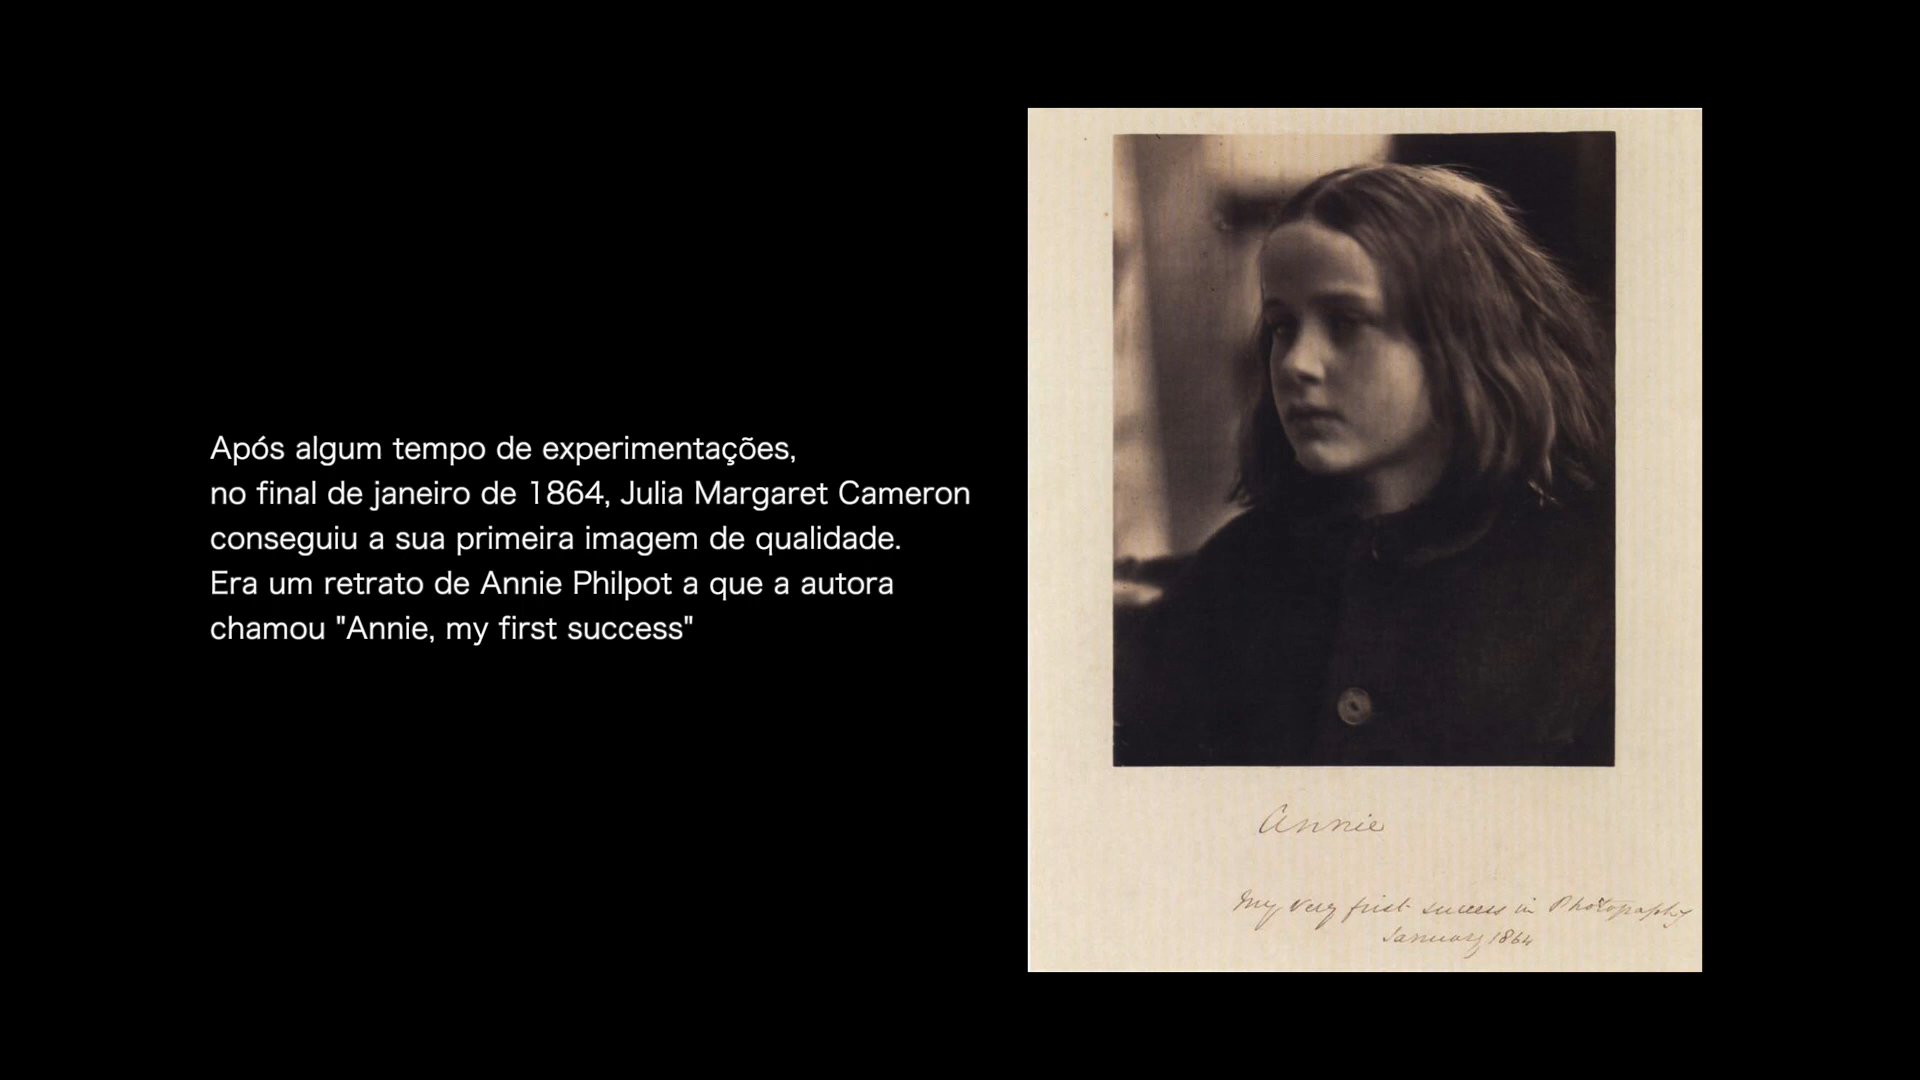 Após algum tempo de experimentações,
no final de janeiro de 1864, Julia Margaret Cameron
conseguiu a sua primeira imagem de qualidade.
Era um retrato de Annie Philpot a que a autora
chamou "Annie, my first success"
Annie
My very first success in Photography
January 1864